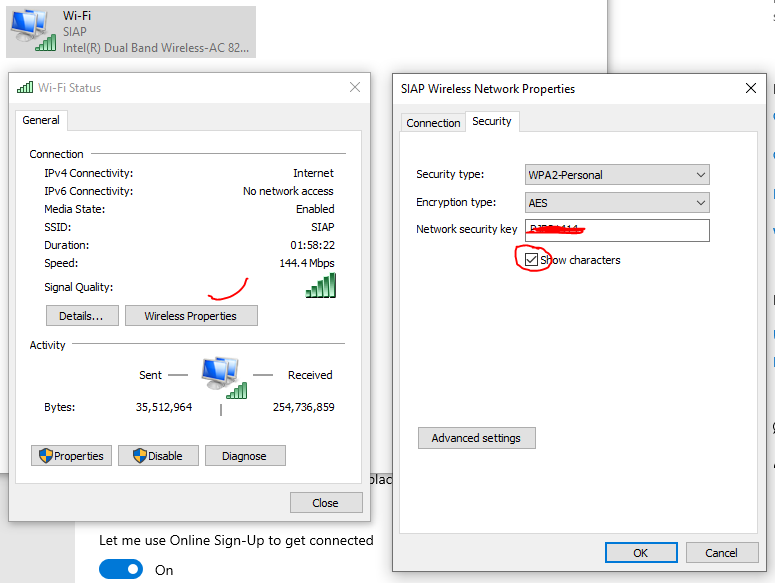 Wi-Fi
SIAP
Intel(R) Dual Band Wireless-AC 82...
Wi-Fi Status
General
Connection
IPv4 Connectivity: Internet
IPv6 Connectivity: No network access
Media State: Enabled
SSID: SIAP
Duration: 01:58:22
Speed: 144.4 Mbps
Signal Quality:
Details... Wireless Properties
Activity
Sent Received
Bytes: 35,512,964 254,736,859
Properties Disable Diagnose
Close
Let me use Online Sign-Up to get connected
On
SIAP Wireless Network Properties
Connection Security
Security type: WPA2-Personal
Encryption type: AES
Network security key
Show characters
Advanced settings
OK Cancel